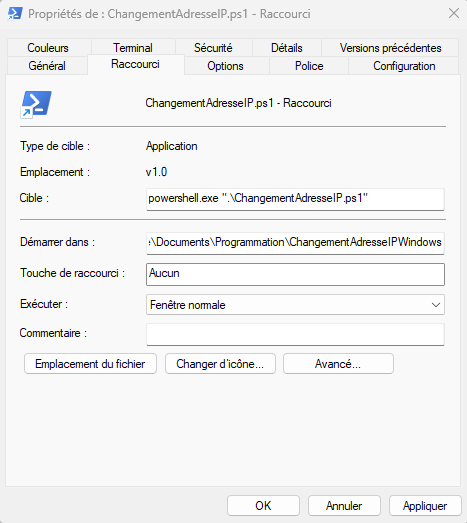 Propriétés de : ChangementAdresseIP.ps1 - Raccourci
Couleurs Terminal Sécurité Détails Versions précédentes
Général Raccourci Options Police Configuration
ChangementAdresseIP.ps1 - Raccourci
Type de cible : Application
Emplacement : v1.0
Cible : powershell.exe ".\ChangementAdresseIP.ps1"
Démarrer dans : :\Documents\Programmation\ChangementAdresseIPWindows
Touche de raccourci : Aucun
Exécuter : Fenêtre normale
Commentaire :
Emplacement du fichier Changer d'icône... Avancé...
OK Annuler Appliquer